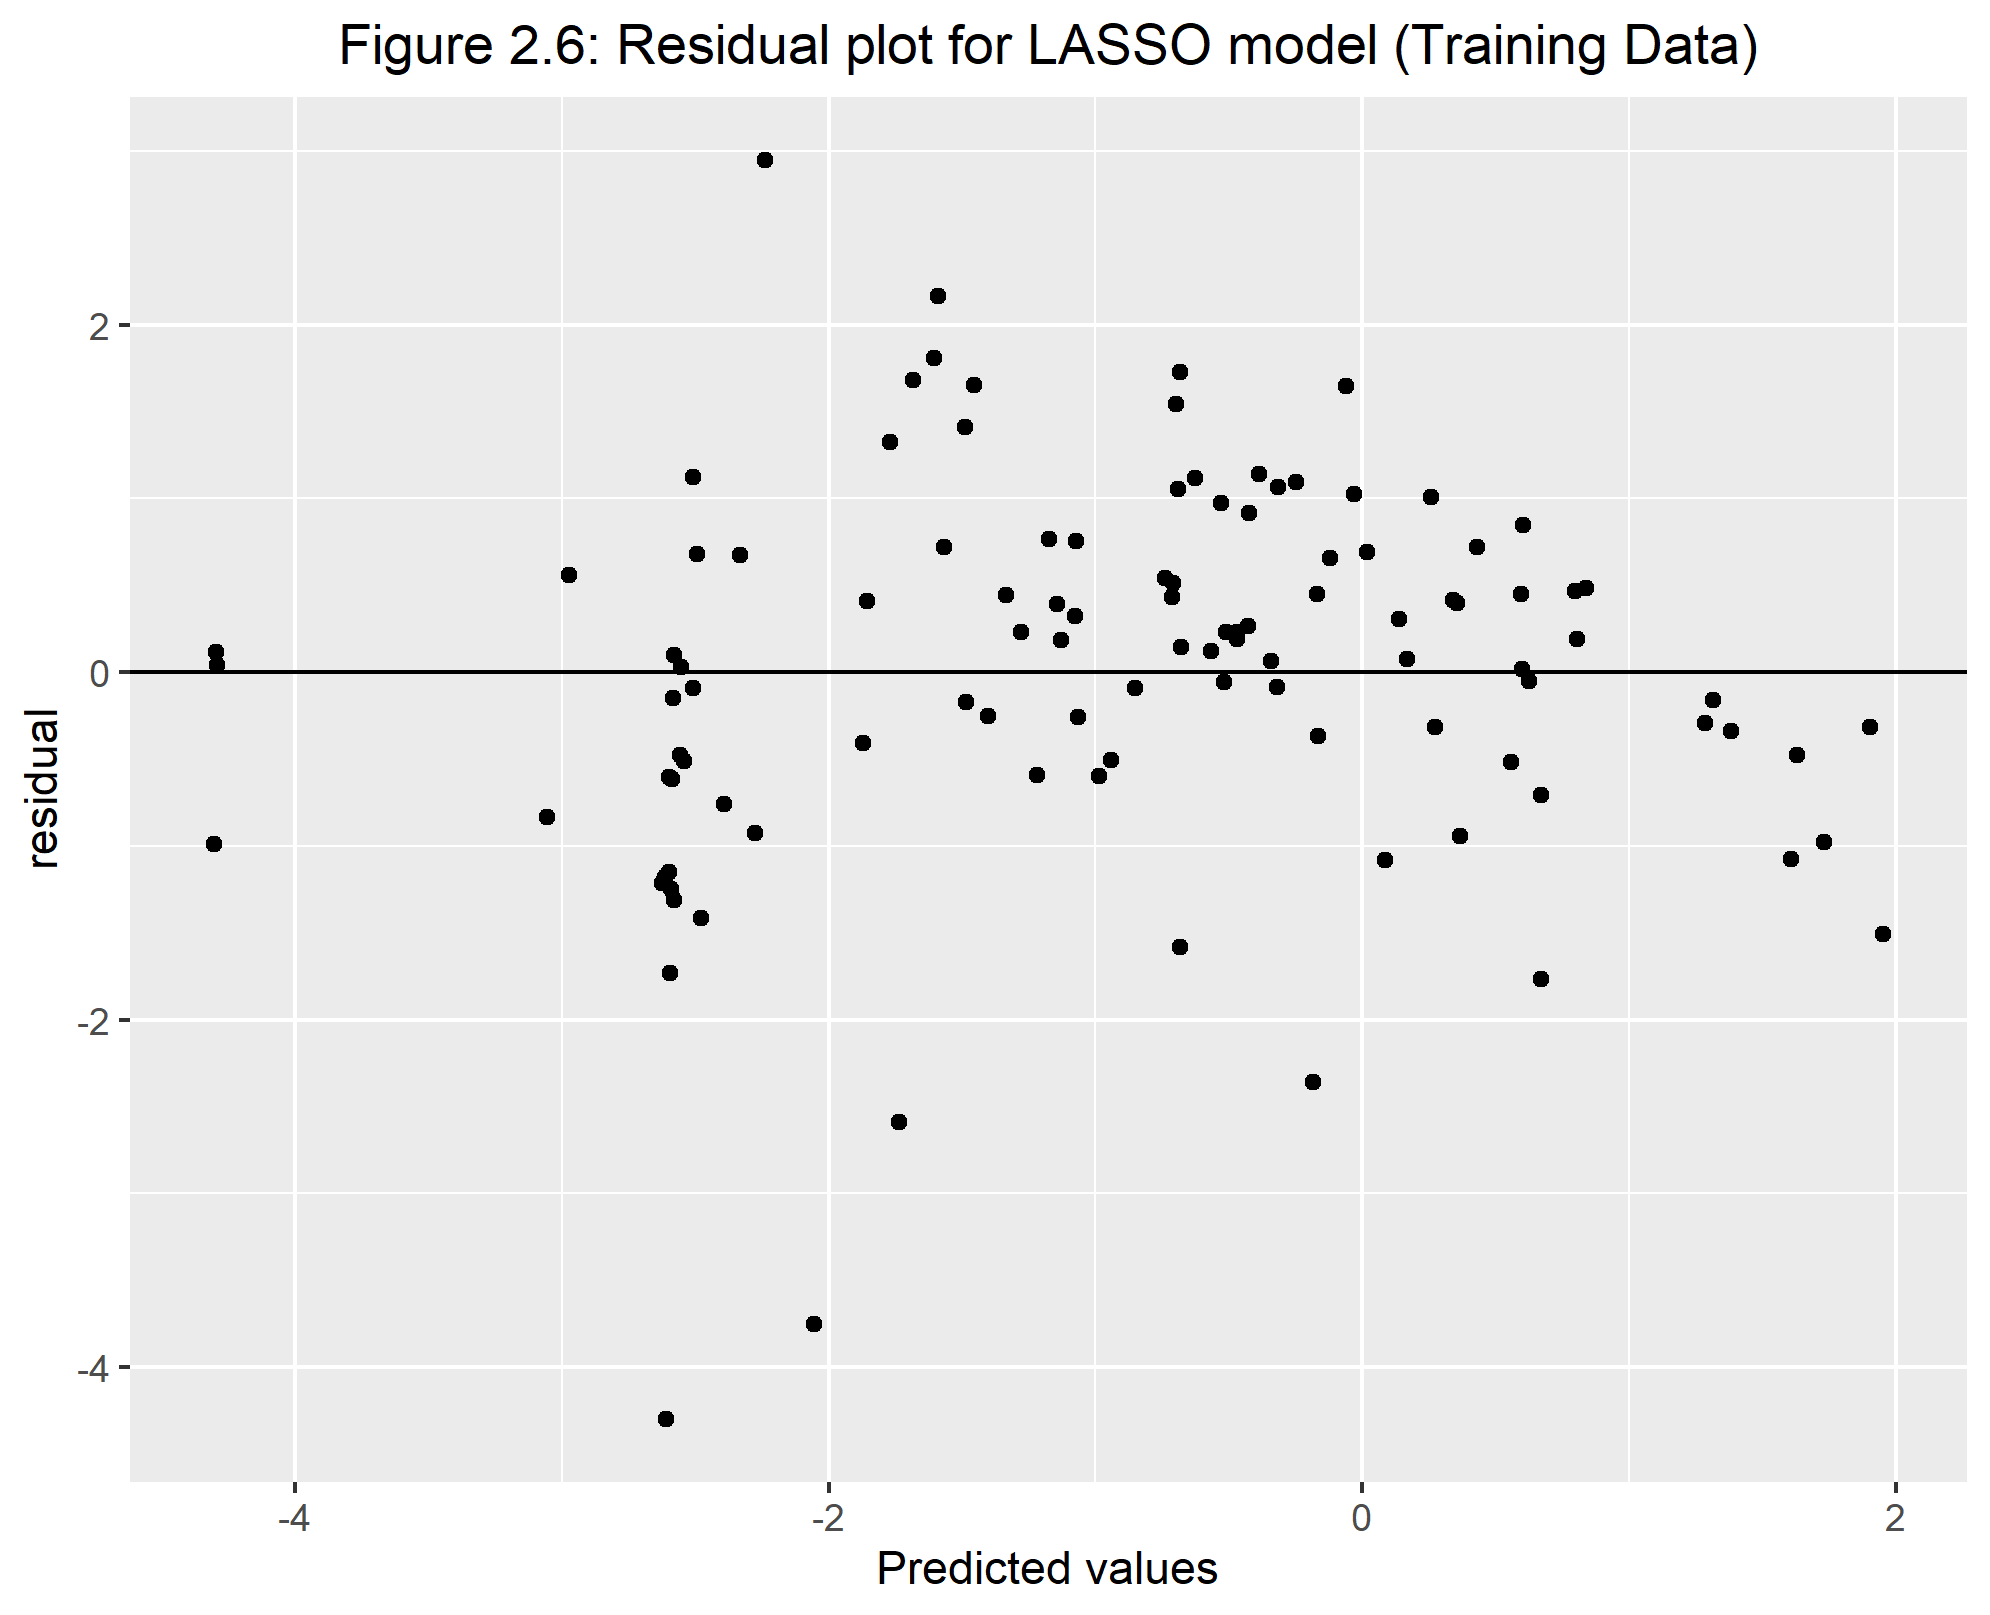 Figure 2.6: Residual plot for LASSO model (Training Data)
2
0
-2
-4
residual
-4
-2
0
2
Predicted values